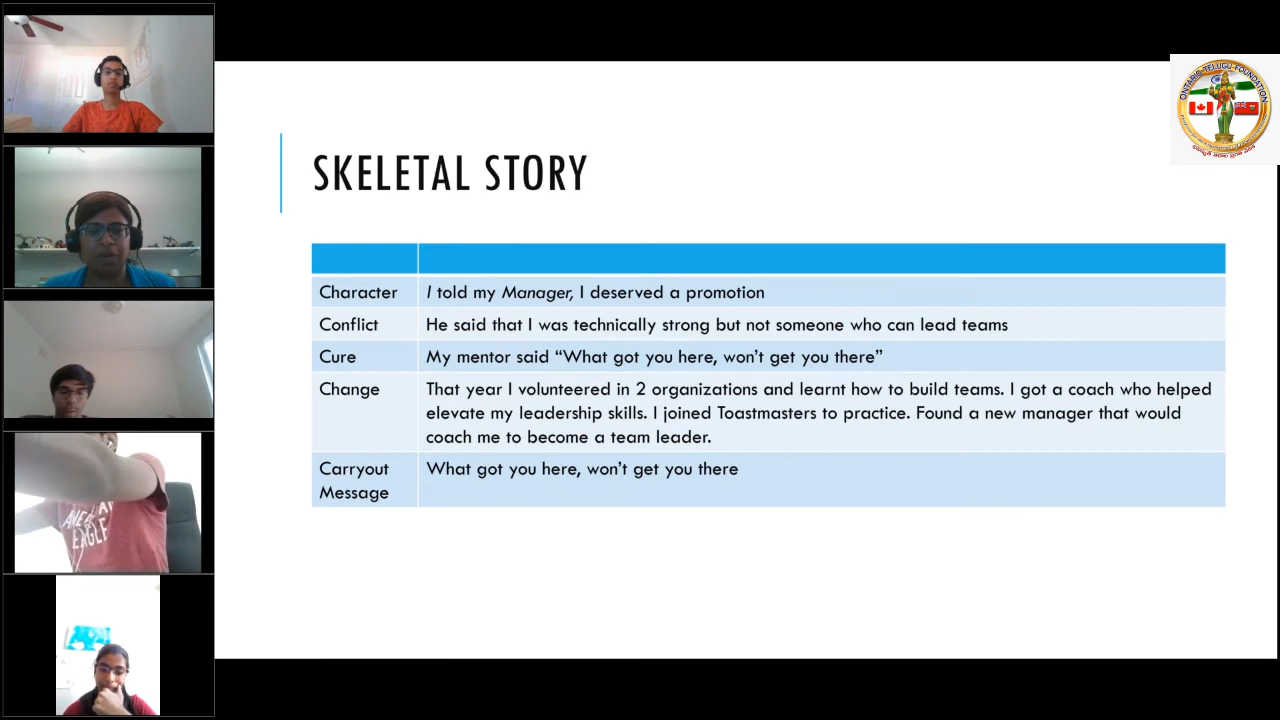 ONTARIO TELUGU FOUNDATION
SKELETAL STORY
Character
I told my Manager, I deserved a promotion
Conflict
He said that I was technically strong but not someone who can lead teams
Cure
My mentor said “What got you here, won’t get you there”
Change
That year I volunteered in 2 organizations and learnt how to build teams. I got a coach who helped
elevate my leadership skills. I joined Toastmasters to practice. Found a new manager that would
coach me to become a team leader.
Carryout
Message
What got you here, won’t get you there
EAGLE